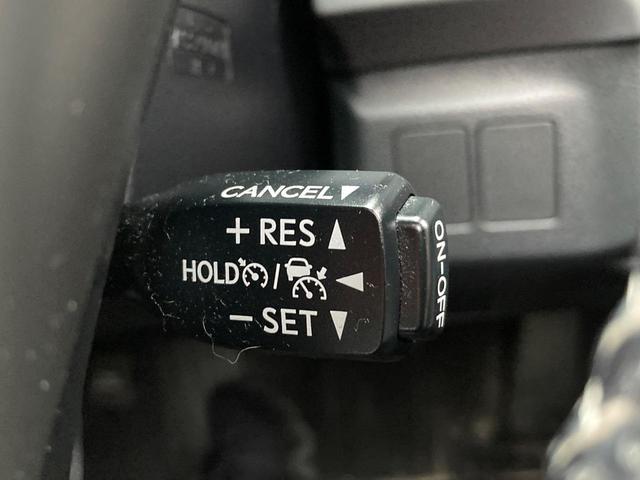 CANCEL▼
+ RES ▲
HOLD / ◀
− SET ▼
ON-OFF